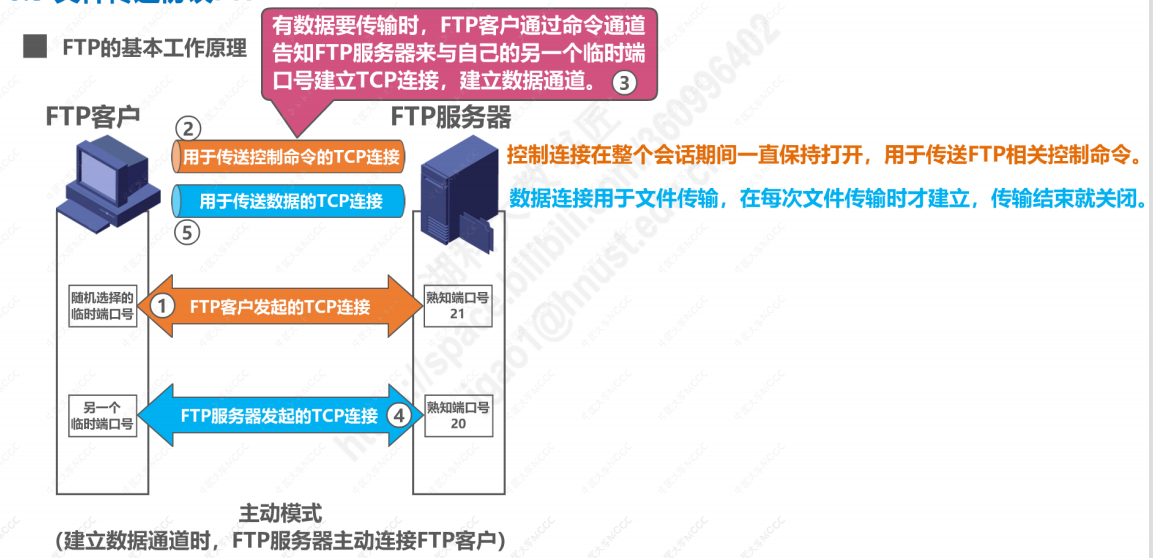 FTP的基本工作原理
有数据要传输时，FTP客户通过命令通道
告知FTP服务器来与自己的另一个临时端
口号建立TCP连接，建立数据通道。 ③
FTP客户
FTP服务器
②
用于传送控制命令的TCP连接
控制连接在整个会话期间一直保持打开，用于传送FTP相关控制命令。
用于传送数据的TCP连接
数据连接用于文件传输，在每次文件传输时才建立，传输结束就关闭。
⑤
随机选择的
临时端口号
① FTP客户发起的TCP连接
熟知端口号
21
另一个
临时端口号
FTP服务器发起的TCP连接 ④
熟知端口号
20
主动模式
（建立数据通道时，FTP服务器主动连接FTP客户）